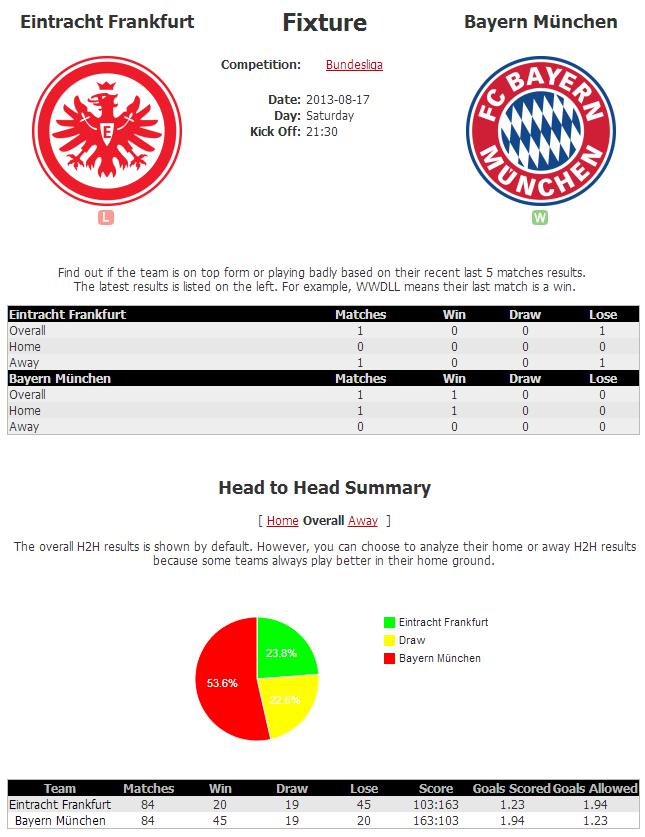 Eintracht Frankfurt Fixture Bayern München
Competition: Bundesliga
Date: 2013-08-17
Day: Saturday
Kick Off: 21:30
E
FC BAYERN
MÜNCHEN
L W
Find out if the team is on top form or playing badly based on their recent last 5 matches results.
The latest results is listed on the left. For example, WWDLL means their last match is a win.
Eintracht Frankfurt Matches Win Draw Lose
Overall 1 0 0 1
Home 0 0 0 0
Away 1 0 0 1
Bayern München Matches Win Draw Lose
Overall 1 1 0 0
Home 1 1 0 0
Away 0 0 0 0
Head to Head Summary
[ Home Overall Away ]
The overall H2H results is shown by default. However, you can choose to analyze their home or away H2H results
because some teams always play better in their home ground.
Eintracht Frankfurt
Draw
Bayern München
23.8%
53.6%
22.6%
Team Matches Win Draw Lose Score Goals Scored Goals Allowed
Eintracht Frankfurt 84 20 19 45 103:163 1.23 1.94
Bayern München 84 45 19 20 163:103 1.94 1.23